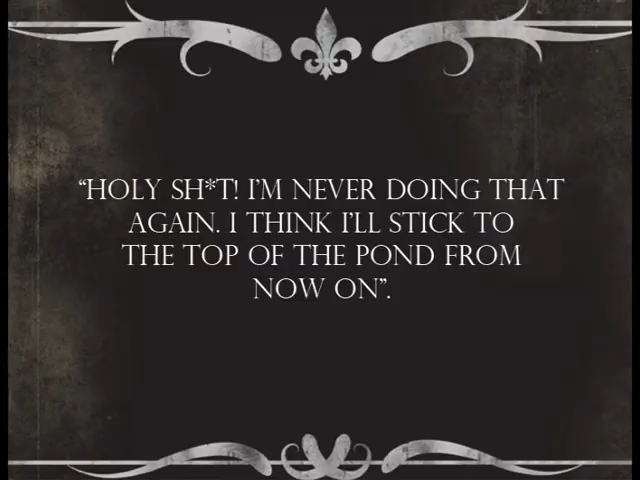 “HOLY SH*T! I’M NEVER DOING THAT
AGAIN. I THINK I’LL STICK TO
THE TOP OF THE POND FROM
NOW ON”.